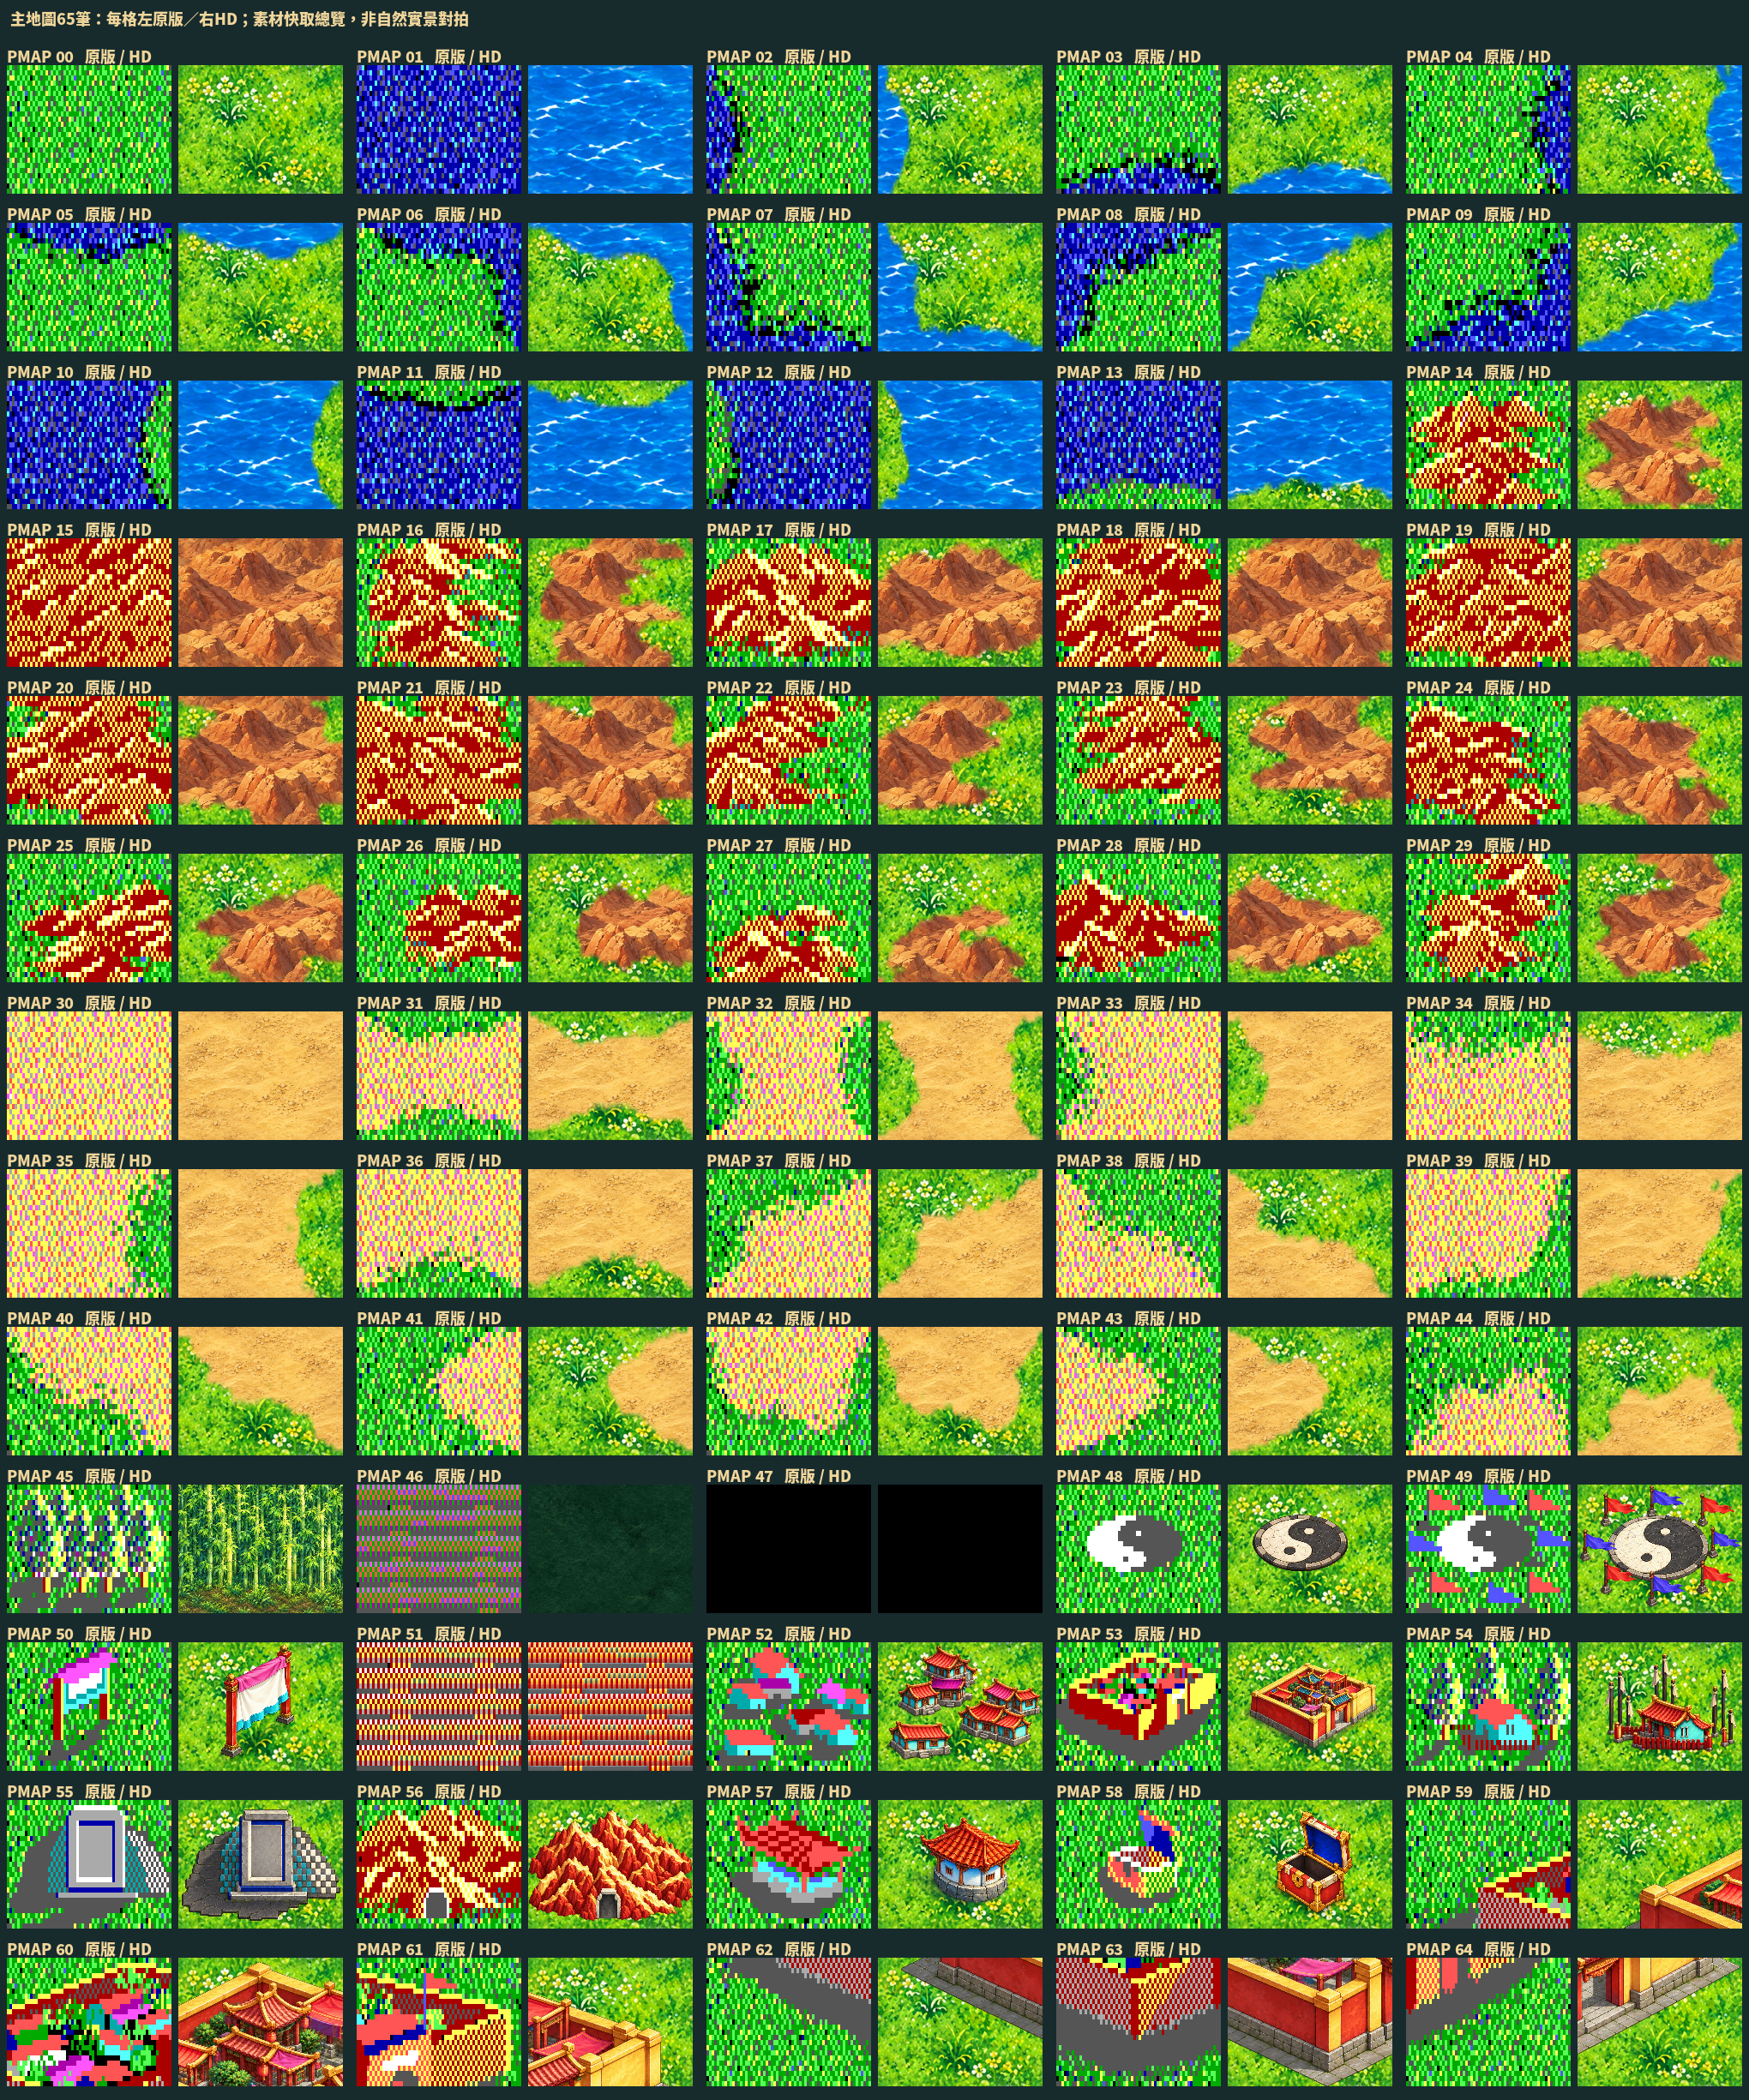 主地圖65筆：每格左原版／右HD；素材快取總覽，非自然實景對拍
PMAP 00 原版 / HD PMAP 01 原版 / HD PMAP 02 原版 / HD PMAP 03 原版 / HD PMAP 04 原版 / HD
PMAP 05 原版 / HD PMAP 06 原版 / HD PMAP 07 原版 / HD PMAP 08 原版 / HD PMAP 09 原版 / HD
PMAP 10 原版 / HD PMAP 11 原版 / HD PMAP 12 原版 / HD PMAP 13 原版 / HD PMAP 14 原版 / HD
PMAP 15 原版 / HD PMAP 16 原版 / HD PMAP 17 原版 / HD PMAP 18 原版 / HD PMAP 19 原版 / HD
PMAP 20 原版 / HD PMAP 21 原版 / HD PMAP 22 原版 / HD PMAP 23 原版 / HD PMAP 24 原版 / HD
PMAP 25 原版 / HD PMAP 26 原版 / HD PMAP 27 原版 / HD PMAP 28 原版 / HD PMAP 29 原版 / HD
PMAP 30 原版 / HD PMAP 31 原版 / HD PMAP 32 原版 / HD PMAP 33 原版 / HD PMAP 34 原版 / HD
PMAP 35 原版 / HD PMAP 36 原版 / HD PMAP 37 原版 / HD PMAP 38 原版 / HD PMAP 39 原版 / HD
PMAP 40 原版 / HD PMAP 41 原版 / HD PMAP 42 原版 / HD PMAP 43 原版 / HD PMAP 44 原版 / HD
PMAP 45 原版 / HD PMAP 46 原版 / HD PMAP 47 原版 / HD PMAP 48 原版 / HD PMAP 49 原版 / HD
PMAP 50 原版 / HD PMAP 51 原版 / HD PMAP 52 原版 / HD PMAP 53 原版 / HD PMAP 54 原版 / HD
PMAP 55 原版 / HD PMAP 56 原版 / HD PMAP 57 原版 / HD PMAP 58 原版 / HD PMAP 59 原版 / HD
PMAP 60 原版 / HD PMAP 61 原版 / HD PMAP 62 原版 / HD PMAP 63 原版 / HD PMAP 64 原版 / HD